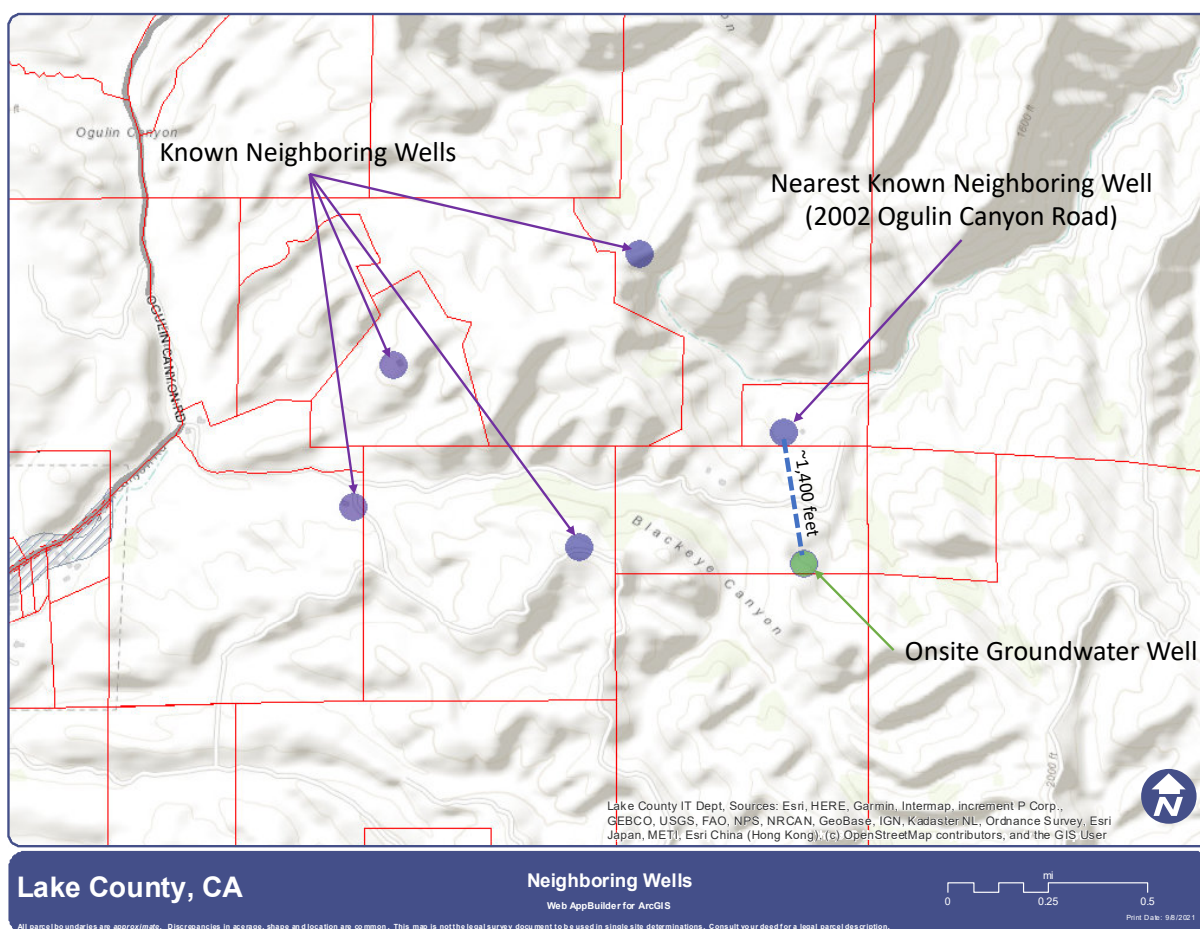 Ogulin Canyon
Known Neighboring Wells
Nearest Known Neighboring Well
(2002 Ogulin Canyon Road)
1600 ft
OGULIN CANYON RD
~1,400 feet
Blackeye Canyon
Onsite Groundwater Well
2000 ft
Lake County IT Dept, Sources: Esri, HERE, Garmin, Intermap, increment P Corp.,
GEBCO, USGS, FAO, NPS, NRCAN, GeoBase, IGN, Kadaster NL, Ordnance Survey, Esri
Japan, METI, Esri China (Hong Kong), (c) OpenStreetMap contributors, and the GIS User
N
Lake County, CA
Neighboring Wells
Web AppBuilder for ArcGIS
mi
0 0.25 0.5
Print Date: 9/8/2021
All parcel boundaries are approximate. Discrepancies in acerage, shape and location are common. This map is not the legal survey document to be used in single site determinations. Consult your deed for a legal parcel description.